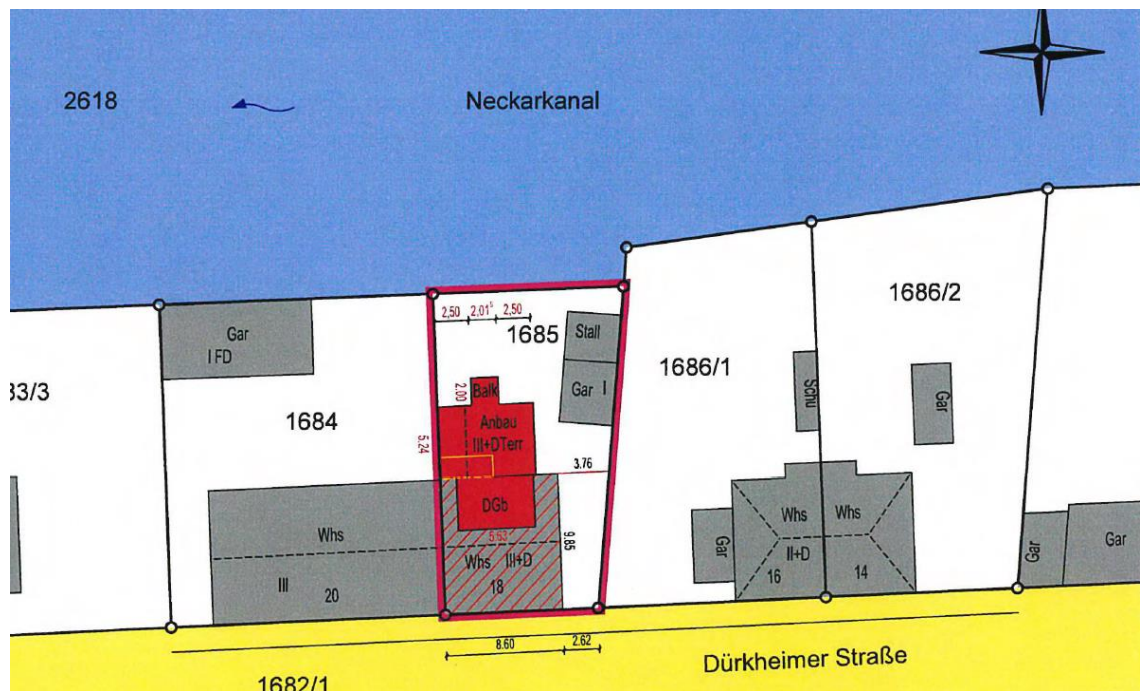 2618
Neckarkanal
1686/2
2,50 2,01⁵ 2,50
1685
Stall
Gar
I FD
83/3
1684
1686/1
Gar I
Schu
Gar
2.00
Balk
Anbau
III+DTerr
5.24
3.76
DGb
5.63
9.85
Whs
III
20
Whs III+D
18
Gar
Whs
Whs
II+D
16
14
Gar
Gar
8.60
2.62
Dürkheimer Straße
1682/1